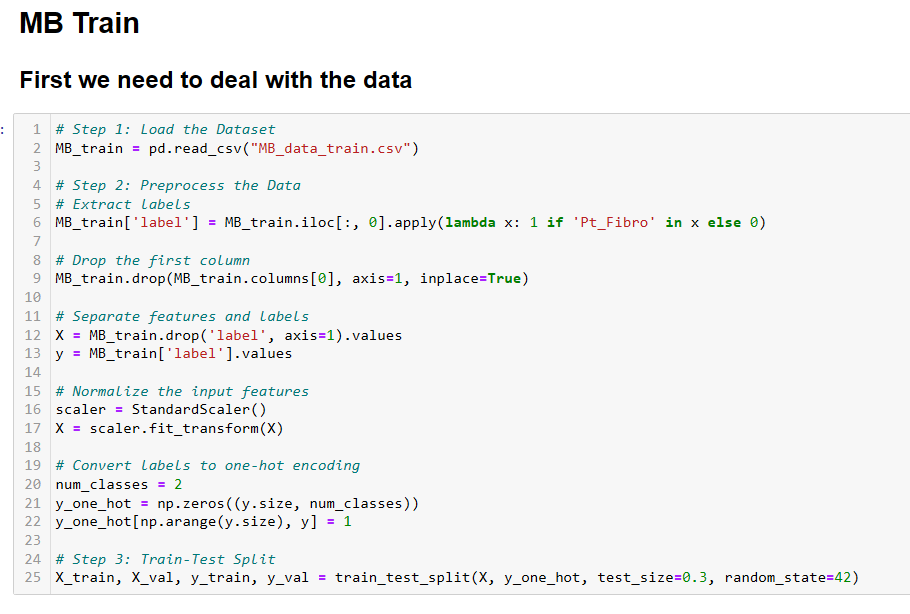 MB Train
First we need to deal with the data
:
1 # Step 1: Load the Dataset
2 MB_train = pd.read_csv("MB_data_train.csv")
3
4 # Step 2: Preprocess the Data
5 # Extract labels
6 MB_train['label'] = MB_train.iloc[:, 0].apply(lambda x: 1 if 'Pt_Fibro' in x else 0)
7
8 # Drop the first column
9 MB_train.drop(MB_train.columns[0], axis=1, inplace=True)
10
11 # Separate features and labels
12 X = MB_train.drop('label', axis=1).values
13 y = MB_train['label'].values
14
15 # Normalize the input features
16 scaler = StandardScaler()
17 X = scaler.fit_transform(X)
18
19 # Convert labels to one-hot encoding
20 num_classes = 2
21 y_one_hot = np.zeros((y.size, num_classes))
22 y_one_hot[np.arange(y.size), y] = 1
23
24 # Step 3: Train-Test Split
25 X_train, X_val, y_train, y_val = train_test_split(X, y_one_hot, test_size=0.3, random_state=42)